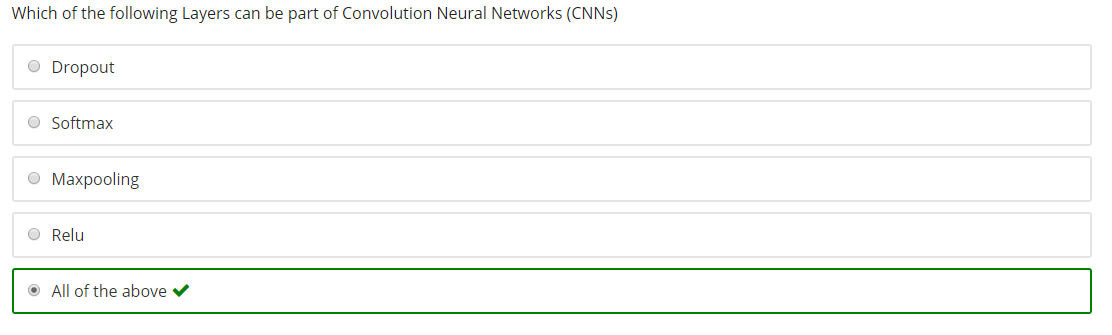 Which of the following Layers can be part of Convolution Neural Networks (CNNs)
Dropout
Softmax
Maxpooling
Relu
All of the above